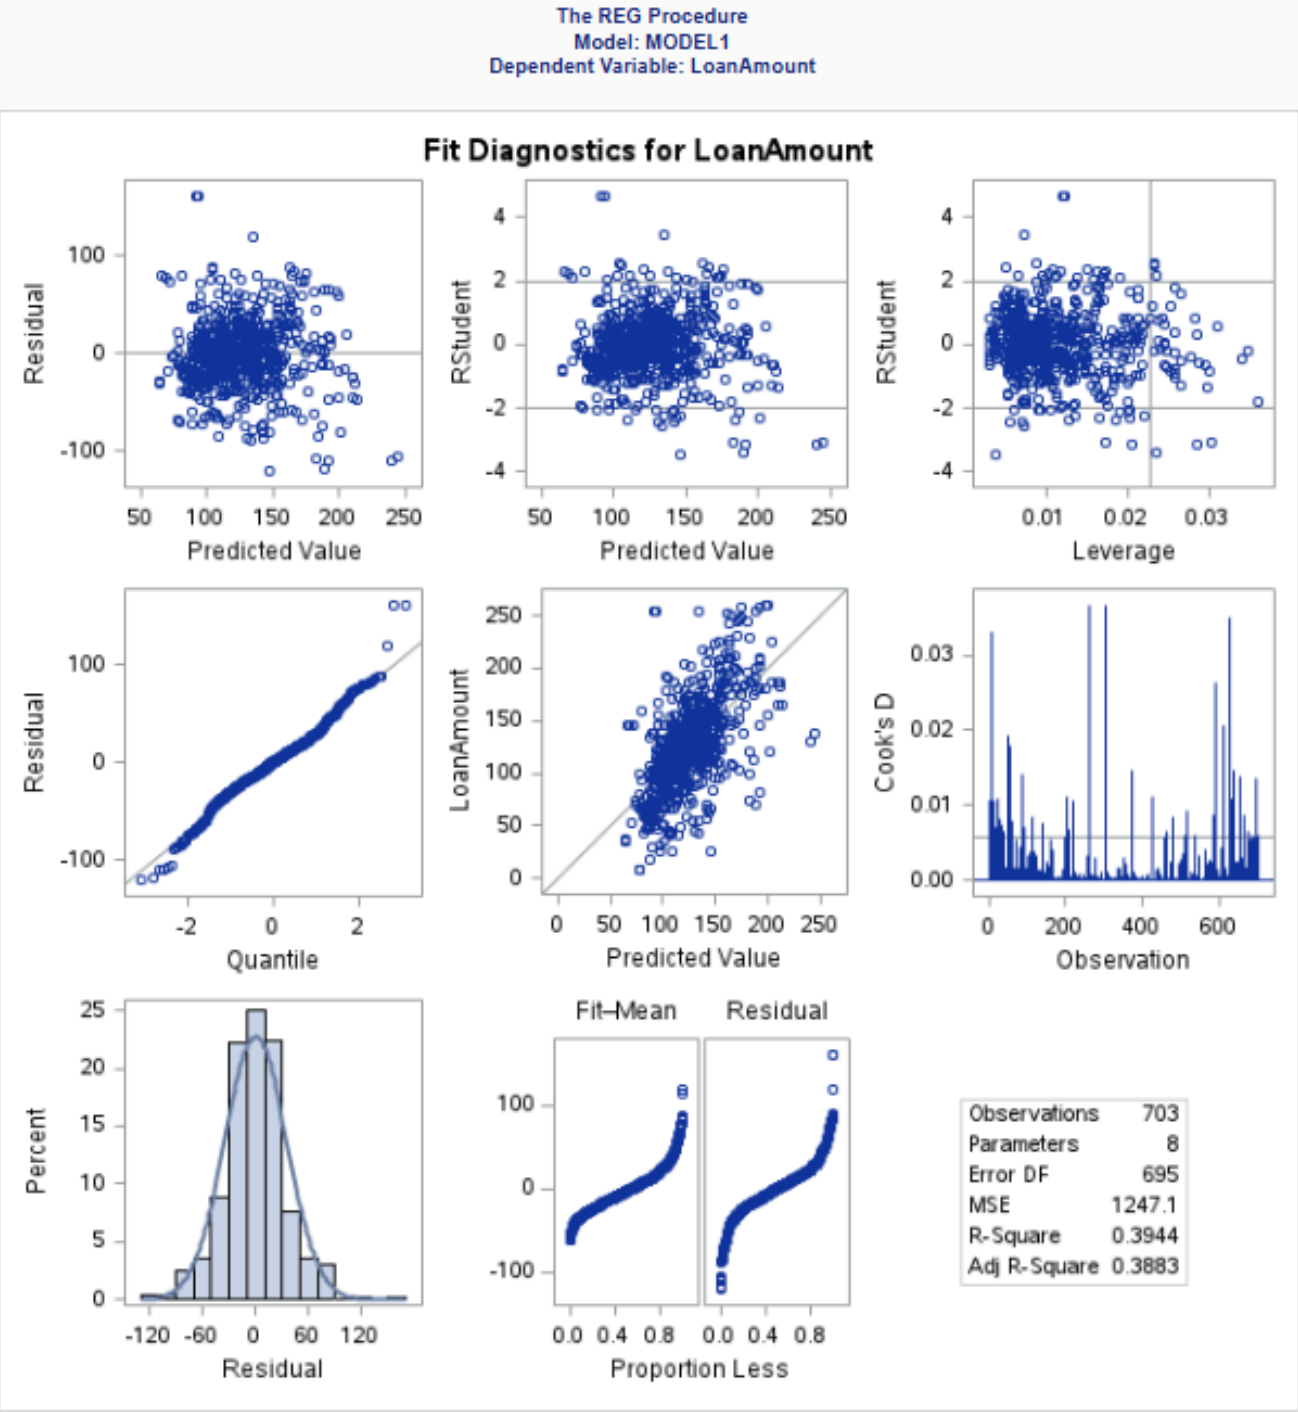 The REG Procedure
Model: MODEL1
Dependent Variable: LoanAmount
Fit Diagnostics for LoanAmount
Residual
100
0
-100
50 100 150 200 250
Predicted Value
RStudent
4
2
0
-2
-4
50 100 150 200 250
Predicted Value
RStudent
4
2
0
-2
-4
0.01 0.02 0.03
Leverage
Residual
100
0
-100
-2 0 2
Quantile
LoanAmount
250
200
150
100
50
0
0 50 100 150 200 250
Predicted Value
Cook's D
0.03
0.02
0.01
0.00
0 200 400 600
Observation
Percent
25
20
15
10
5
0
-120 -60 0 60 120
Residual
Fit–Mean Residual
100
0
-100
0.0 0.4 0.8 0.0 0.4 0.8
Proportion Less
Observations 703
Parameters 8
Error DF 695
MSE 1247.1
R-Square 0.3944
Adj R-Square 0.3883